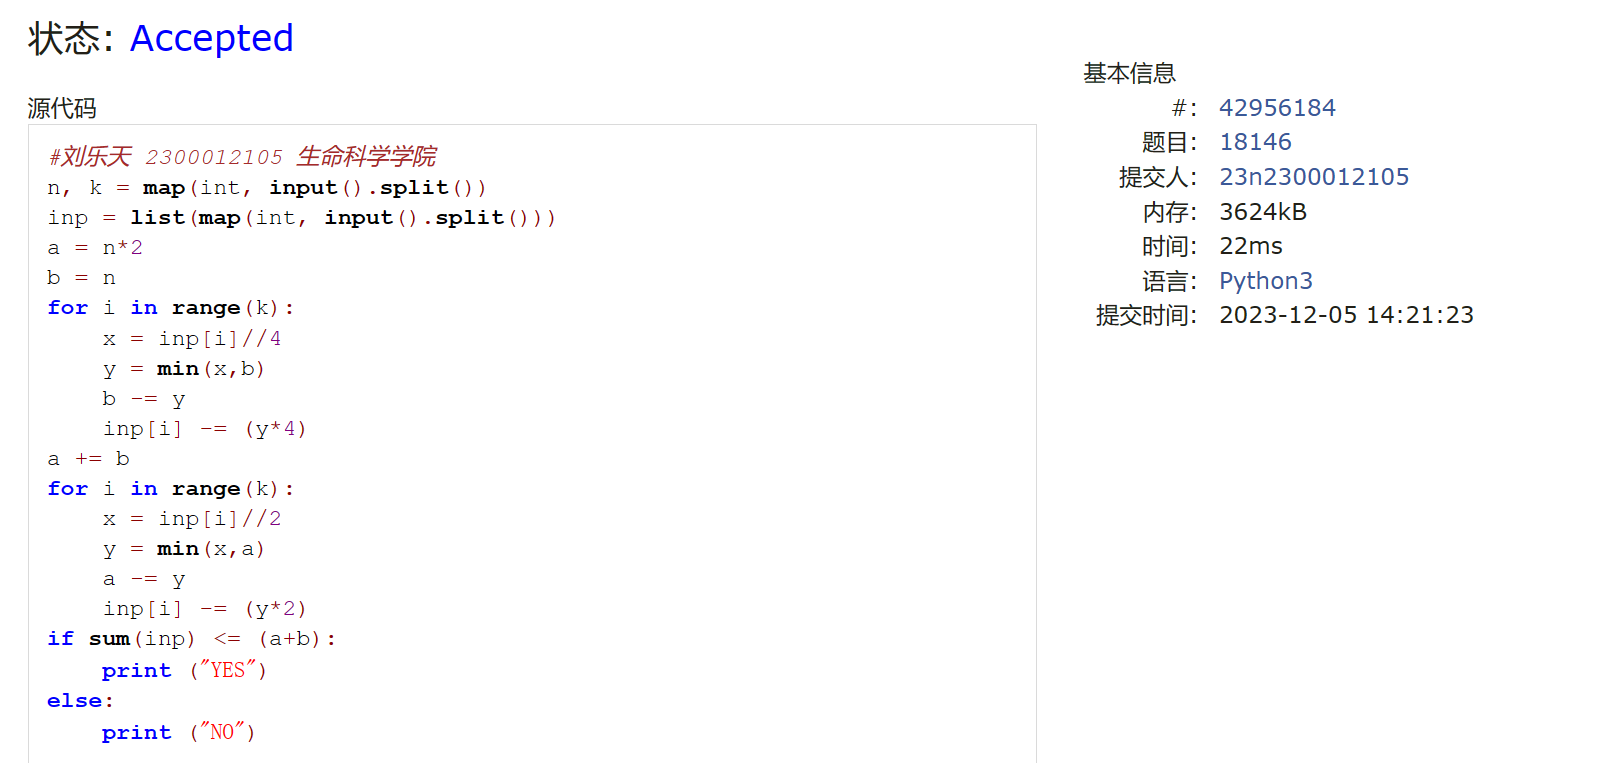 状态: Accepted
源代码
#刘乐天 2300012105 生命科学学院
n, k = map(int, input().split())
inp = list(map(int, input().split()))
a = n*2
b = n
for i in range(k):
    x = inp[i]//4
    y = min(x,b)
    b -= y
    inp[i] -= (y*4)
a += b
for i in range(k):
    x = inp[i]//2
    y = min(x,a)
    a -= y
    inp[i] -= (y*2)
if sum(inp) <= (a+b):
    print ("YES")
else:
    print ("NO")
基本信息
#: 42956184
题目: 18146
提交人: 23n2300012105
内存: 3624kB
时间: 22ms
语言: Python3
提交时间: 2023-12-05 14:21:23